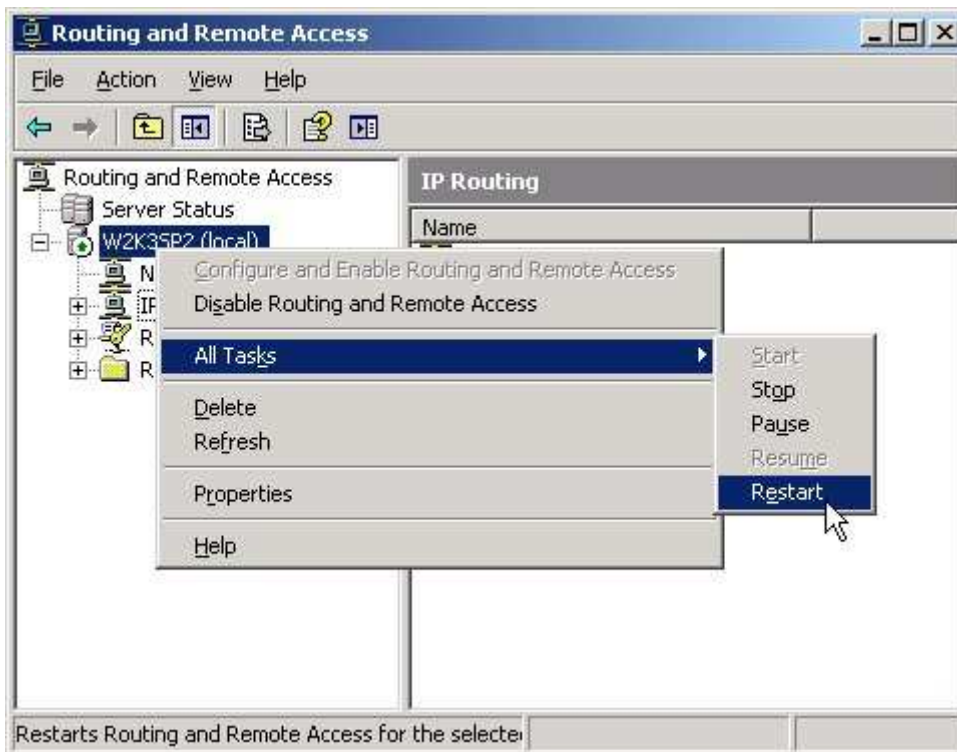 Routing and Remote Access
File Action View Help
Routing and Remote Access
Server Status
W2K3SP2 (local)
N
IP
R
R
IP Routing
Name
Configure and Enable Routing and Remote Access
Disable Routing and Remote Access
All Tasks
Delete
Refresh
Properties
Help
Start
Stop
Pause
Resume
Restart
Restarts Routing and Remote Access for the selecte